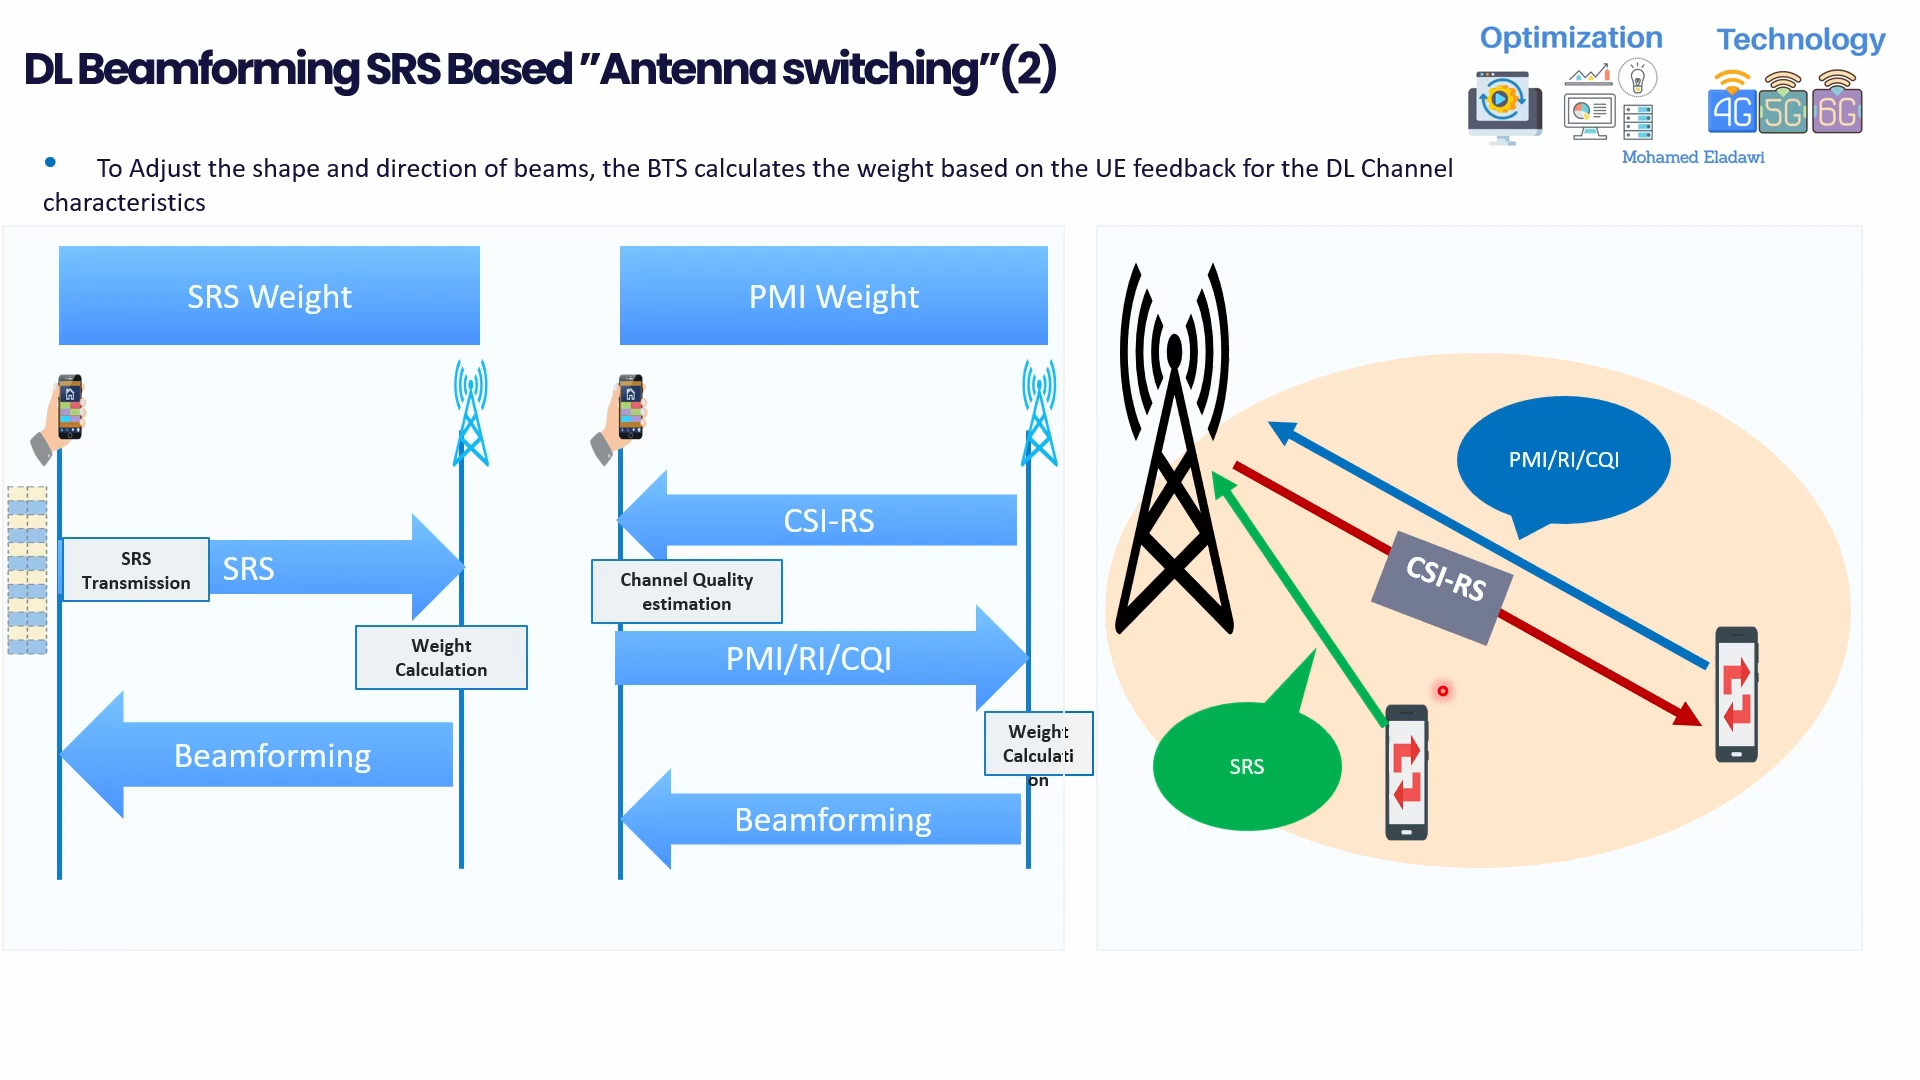 DL Beamforming SRS Based ”Antenna switching”(2)
Optimization
Technology
4G 5G 6G
Mohamed Eladawi
• To Adjust the shape and direction of beams, the BTS calculates the weight based on the UE feedback for the DL Channel
characteristics
SRS Weight
PMI Weight
SRS
Transmission
SRS
Weight
Calculation
Beamforming
CSI-RS
Channel Quality
estimation
PMI/RI/CQI
Weight
Calculati
on
Beamforming
PMI/RI/CQI
CSI-RS
SRS